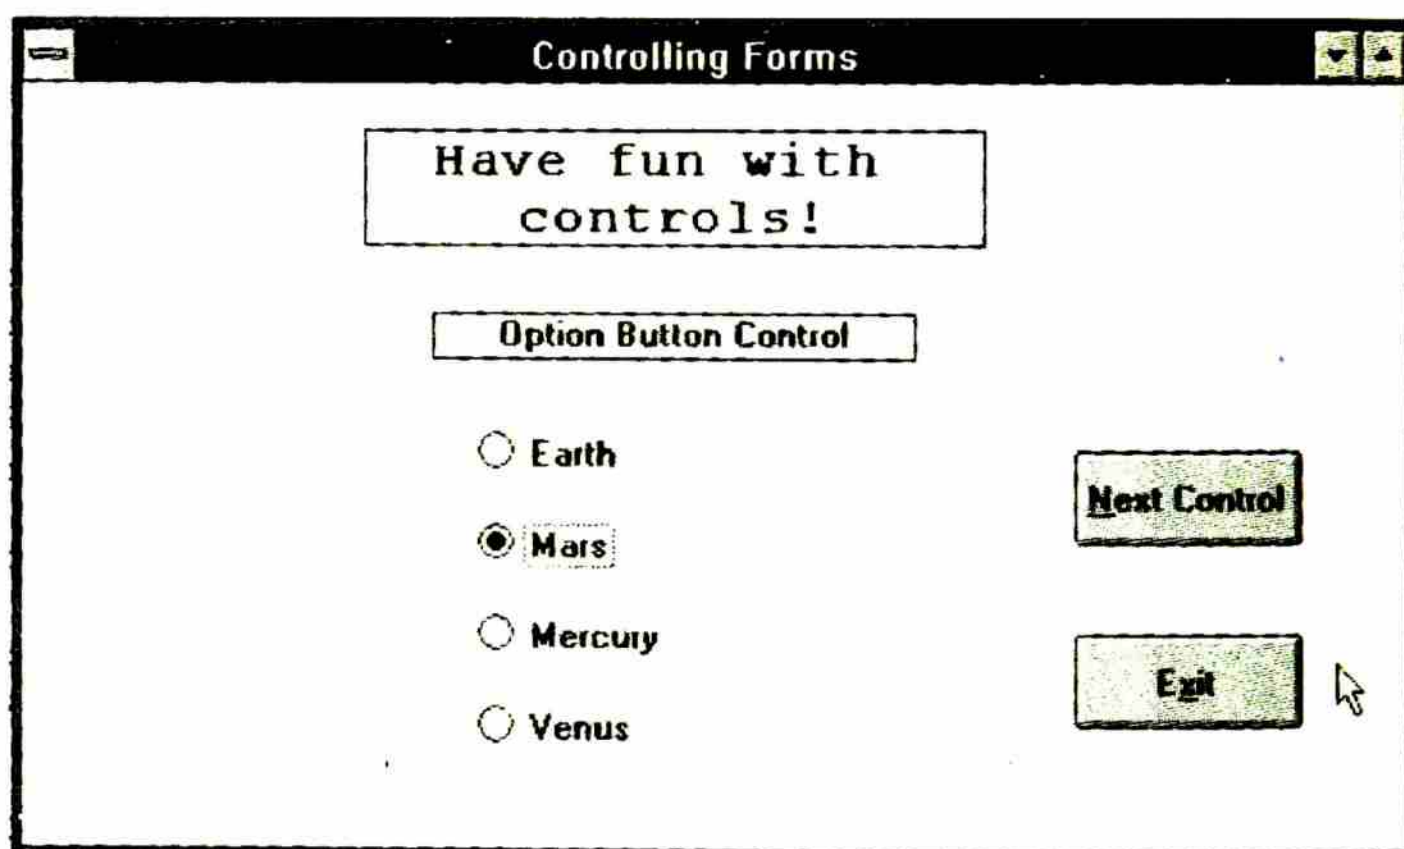 Controlling Forms
Have fun with
controls!
Option Button Control
Earth
Mars
Mercury
Venus
Next Control
Exit